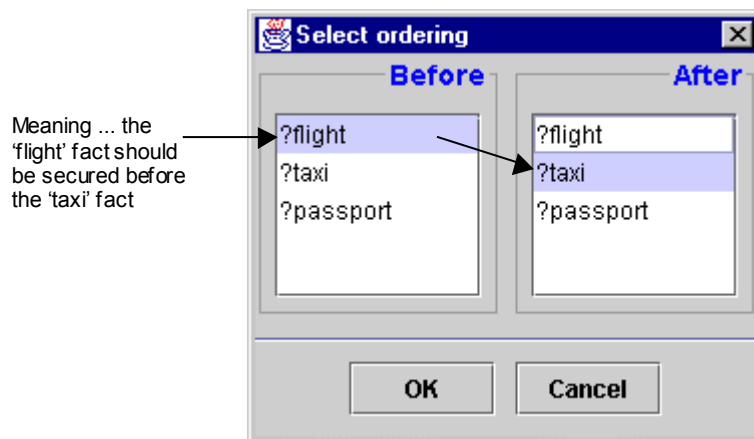 Select ordering
Before
After
Meaning ... the
'flight' fact should
be secured before
the 'taxi' fact
?flight
?taxi
?passport
?flight
?taxi
?passport
OK
Cancel